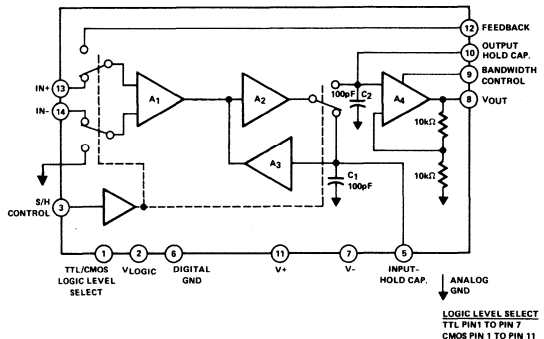 12 FEEDBACK
10 OUTPUT
HOLD CAP.
9 BANDWIDTH
CONTROL
8 VOUT
IN+ 13
IN- 14
A1
A2
A3
A4
100pF C2
C1
100pF
10kΩ
10kΩ
S/H
CONTROL
3
1
TTL/CMOS
LOGIC LEVEL
SELECT
2
VLOGIC
6
DIGITAL
GND
11
V+
7
V-
5
INPUT-
HOLD CAP.
ANALOG
GND
LOGIC LEVEL SELECT
TTL PIN1 TO PIN 7
CMOS PIN 1 TO PIN 11